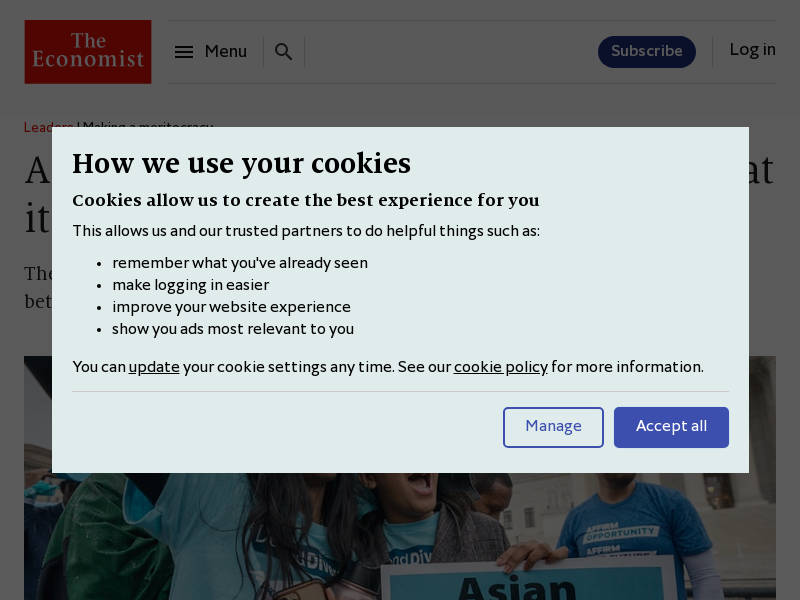 The
Economist
Menu
Subscribe
Log in
Leaders | Making a meritocracy
A
at
it
The
bet
How we use your cookies
Cookies allow us to create the best experience for you
This allows us and our trusted partners to do helpful things such as:
• remember what you've already seen
• make logging in easier
• improve your website experience
• show you ads most relevant to you
You can update your cookie settings any time. See our cookie policy for more information.
Manage
Accept all
AFFIRM
OPPORTUNITY
AFFIRM
Asian